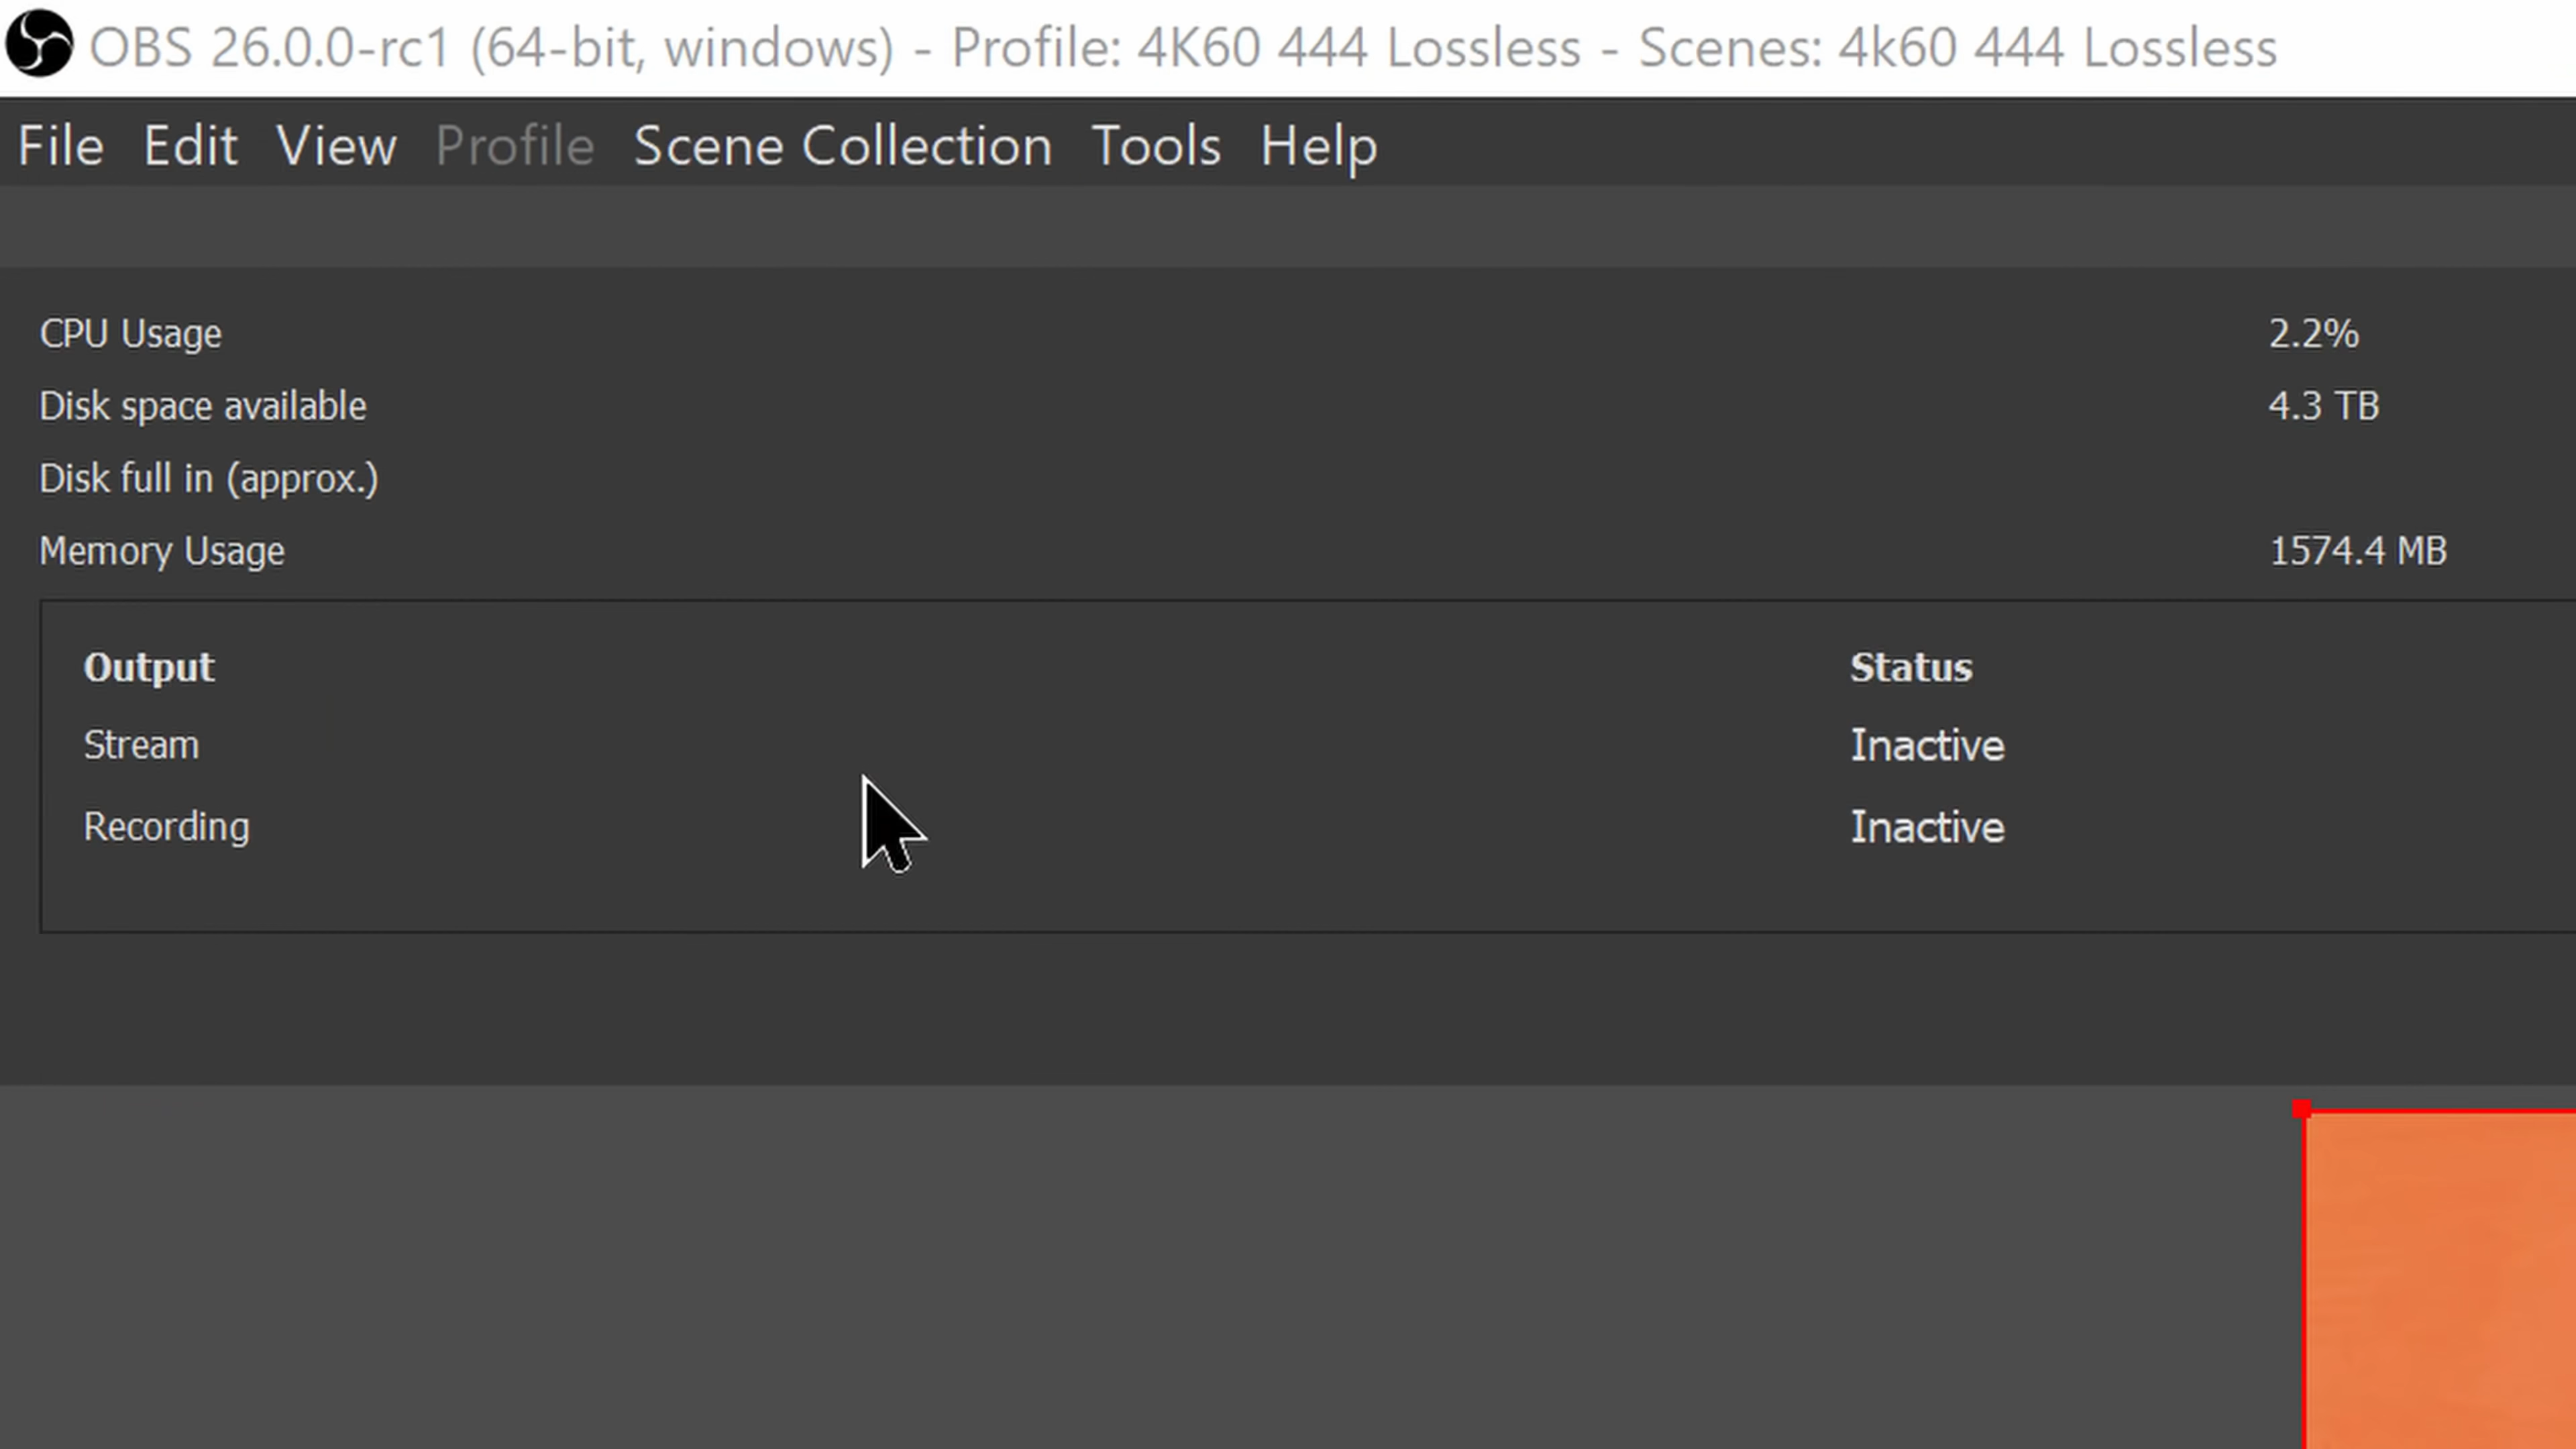 OBS 26.0.0-rc1 (64-bit, windows) - Profile: 4K60 444 Lossless - Scenes: 4k60 444 Lossless
File Edit View Profile Scene Collection Tools Help
CPU Usage 2.2%
Disk space available 4.3 TB
Disk full in (approx.)
Memory Usage 1574.4 MB
Output Status
Stream Inactive
Recording Inactive